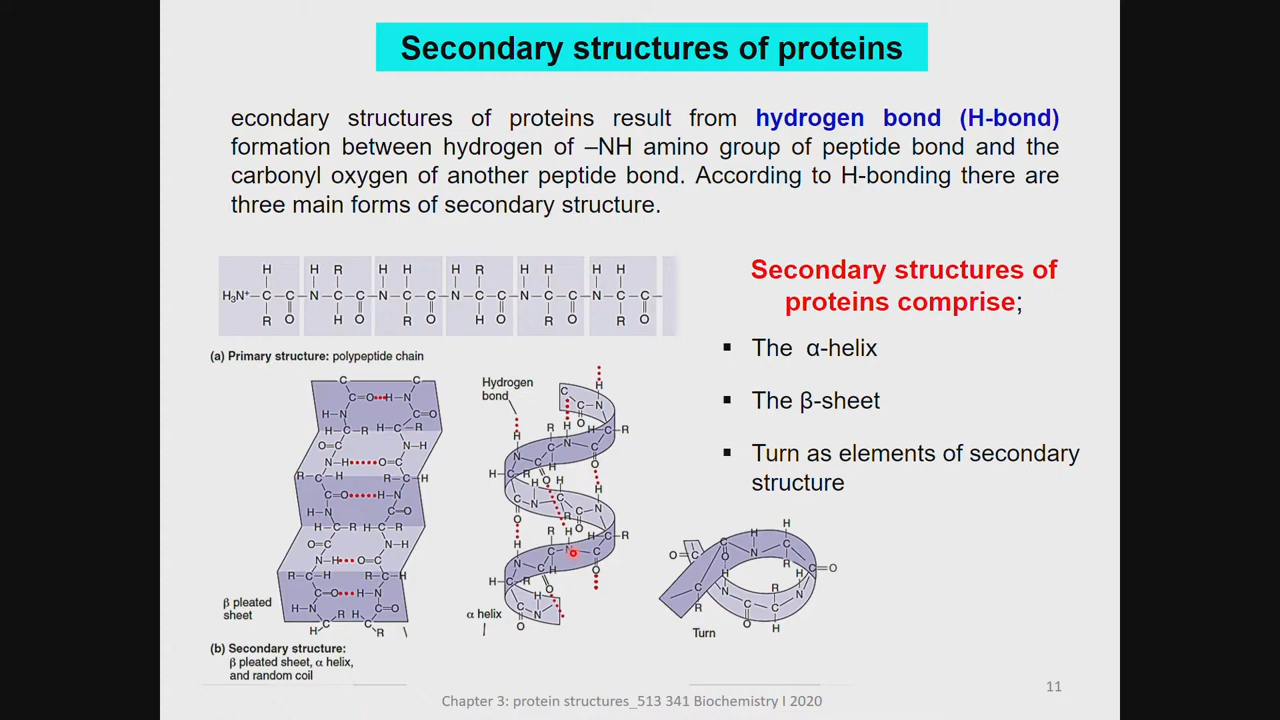 Secondary structures of proteins
econdary structures of proteins result from hydrogen bond (H-bond)
formation between hydrogen of –NH amino group of peptide bond and the
carbonyl oxygen of another peptide bond. According to H-bonding there are
three main forms of secondary structure.
(a) Primary structure: polypeptide chain
Hydrogen
bond
β pleated
sheet
α helix
Turn
(b) Secondary structure:
β pleated sheet, α helix,
and random coil
Secondary structures of
proteins comprise;
▪ The α-helix
▪ The β-sheet
▪ Turn as elements of secondary
structure
Chapter 3: protein structures_513 341 Biochemistry I 2020
11